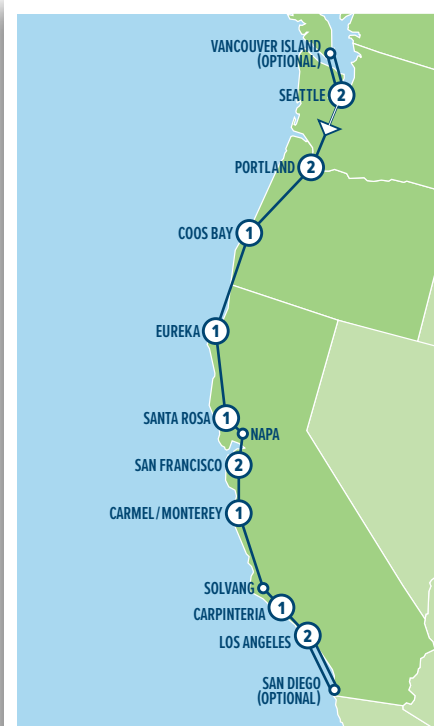 VANCOUVER ISLAND
(OPTIONAL)
SEATTLE 2
PORTLAND 2
COOS BAY 1
EUREKA 1
SANTA ROSA 1
NAPA
SAN FRANCISCO 2
CARMEL/MONTEREY 1
SOLVANG
CARPINTERIA 1
LOS ANGELES 2
SAN DIEGO
(OPTIONAL)